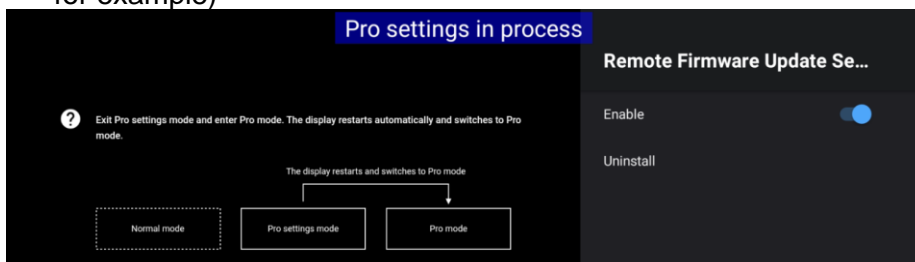 for example)
Pro settings in process
Remote Firmware Update Se...
Exit Pro settings mode and enter Pro mode. The display restarts automatically and switches to Pro
mode.
Enable
Uninstall
The display restarts and switches to Pro mode
Normal mode
Pro settings mode
Pro mode